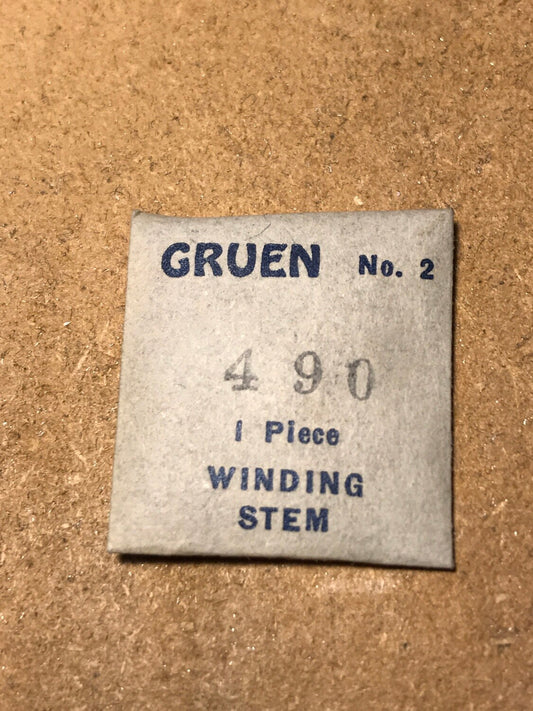 GRUEN No. 2
490
1 Piece
WINDING
STEM